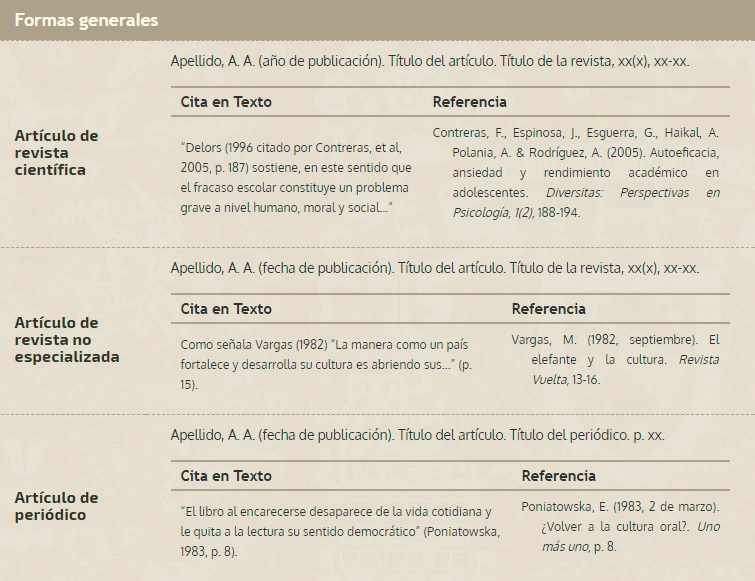 Formas generales
Apellido, A. A. (año de publicación). Título del artículo. Título de la revista, xx(x), xx-xx.
Artículo de
revista
científica
Cita en Texto
“Delors (1996 citado por Contreras, et al,
2005, p. 187) sostiene, en este sentido que
el fracaso escolar constituye un problema
grave a nivel humano, moral y social...”
Referencia
Contreras, F., Espinosa, J., Esguerra, G., Haikal, A.
Polania, A. & Rodríguez, A. (2005). Autoeficacia,
ansiedad y rendimiento académico en
adolescentes. Diversitas: Perspectivas en
Psicología, 1(2), 188-194.
Apellido, A. A. (fecha de publicación). Título del artículo. Título de la revista, xx(x), xx-xx.
Artículo de
revista no
especializada
Cita en Texto
Como señala Vargas (1982) “La manera como un país
fortalece y desarrolla su cultura es abriendo sus...” (p.
15).
Referencia
Vargas, M. (1982, septiembre). El
elefante y la cultura. Revista
Vuelta, 13-16.
Apellido, A. A. (fecha de publicación). Título del artículo. Título del periódico. p. xx.
Artículo de
periódico
Cita en Texto
“El libro al encarecerse desaparece de la vida cotidiana y
le quita a la lectura su sentido democrático” (Poniatowska,
1983, p. 8).
Referencia
Poniatowska, E. (1983, 2 de marzo).
¿Volver a la cultura oral?. Uno
más uno, p. 8.